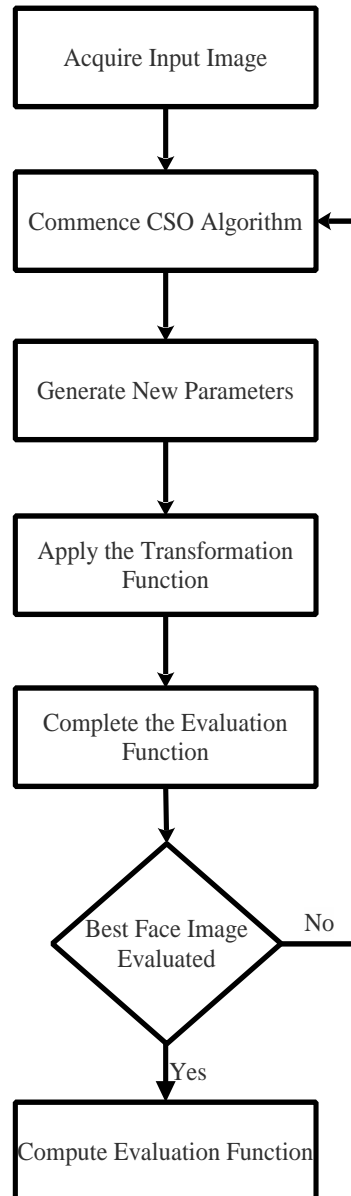 Acquire Input Image
Commence CSO Algorithm
Generate New Parameters
Apply the Transformation
Function
Complete the Evaluation
Function
Best Face Image
Evaluated
No
Yes
Compute Evaluation Function